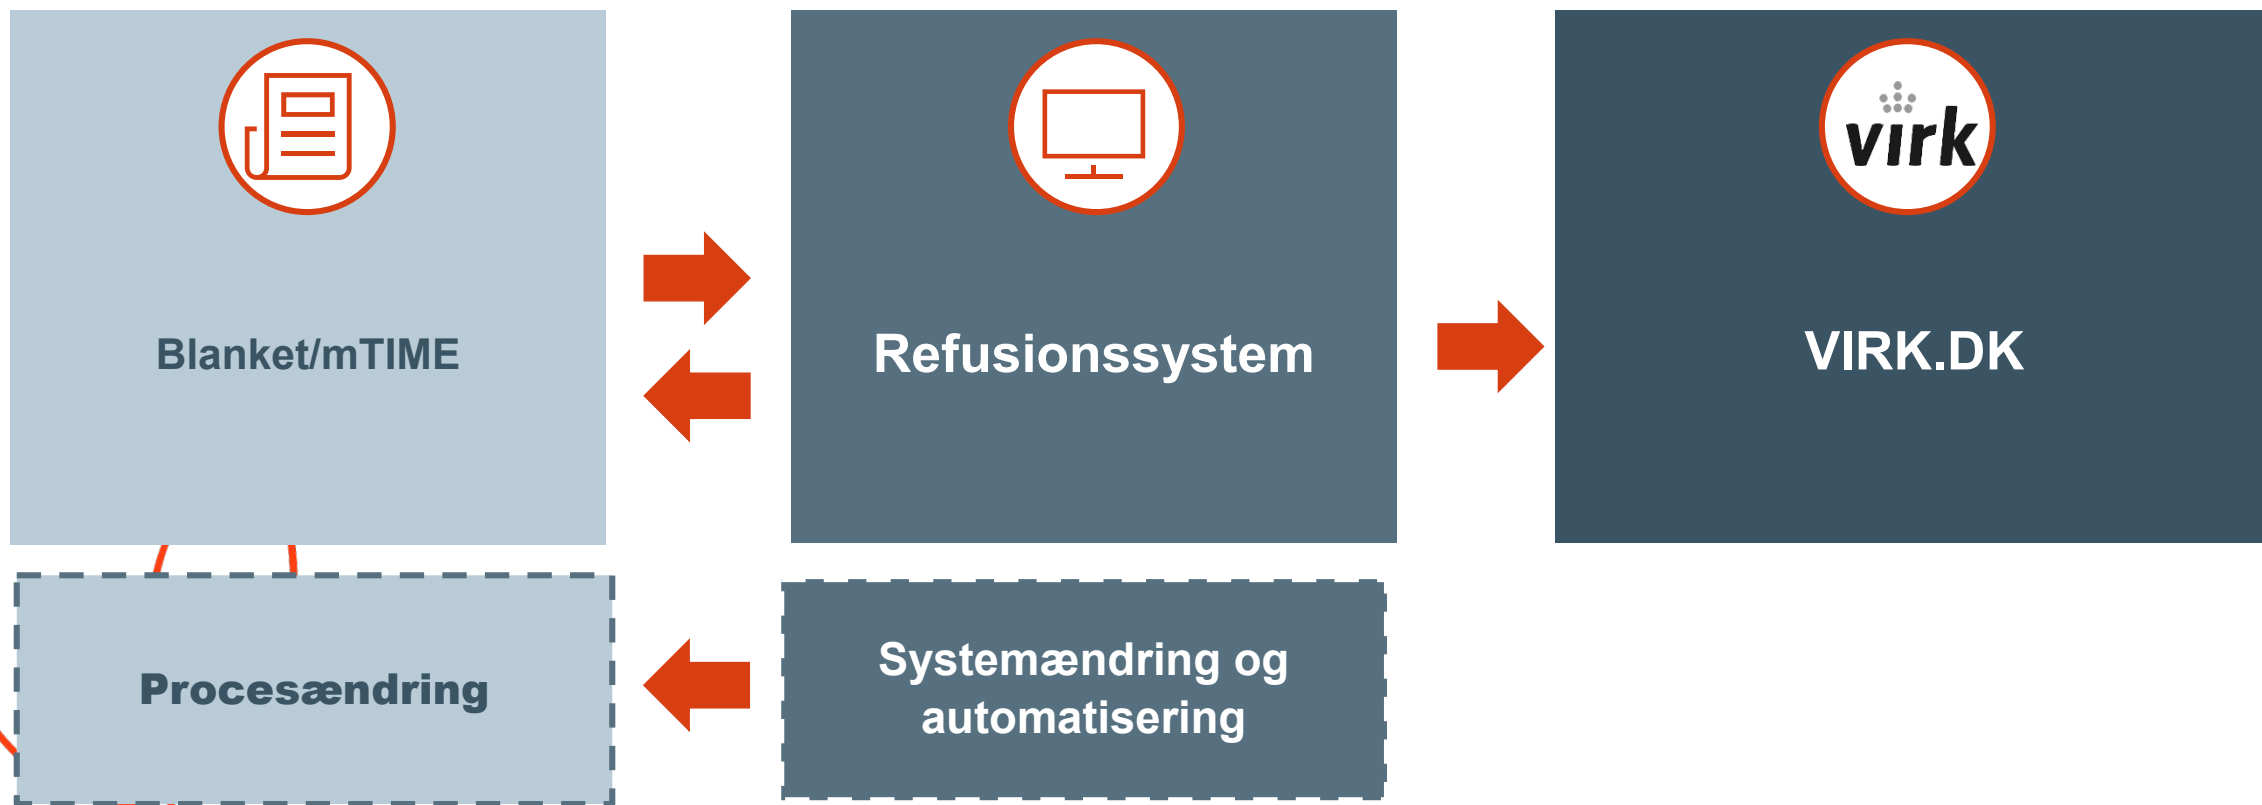 virk
Blanket/mTIME
Refusionssystem
VIRK.DK
Procesændring
Systemændring og
automatisering